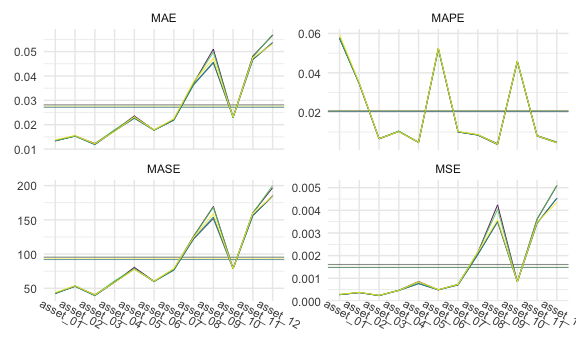 MAE
MAPE
0.05
0.04
0.03
0.02
0.01
0.06
0.04
0.02
MASE
MSE
200
150
100
50
0.005
0.004
0.003
0.002
0.001
0.000
asset_01
asset_02
asset_03
asset_04
asset_05
asset_06
asset_07
asset_08
asset_09
asset_10
asset_11
asset_12
asset_01
asset_02
asset_03
asset_04
asset_05
asset_06
asset_07
asset_08
asset_09
asset_10
asset_11